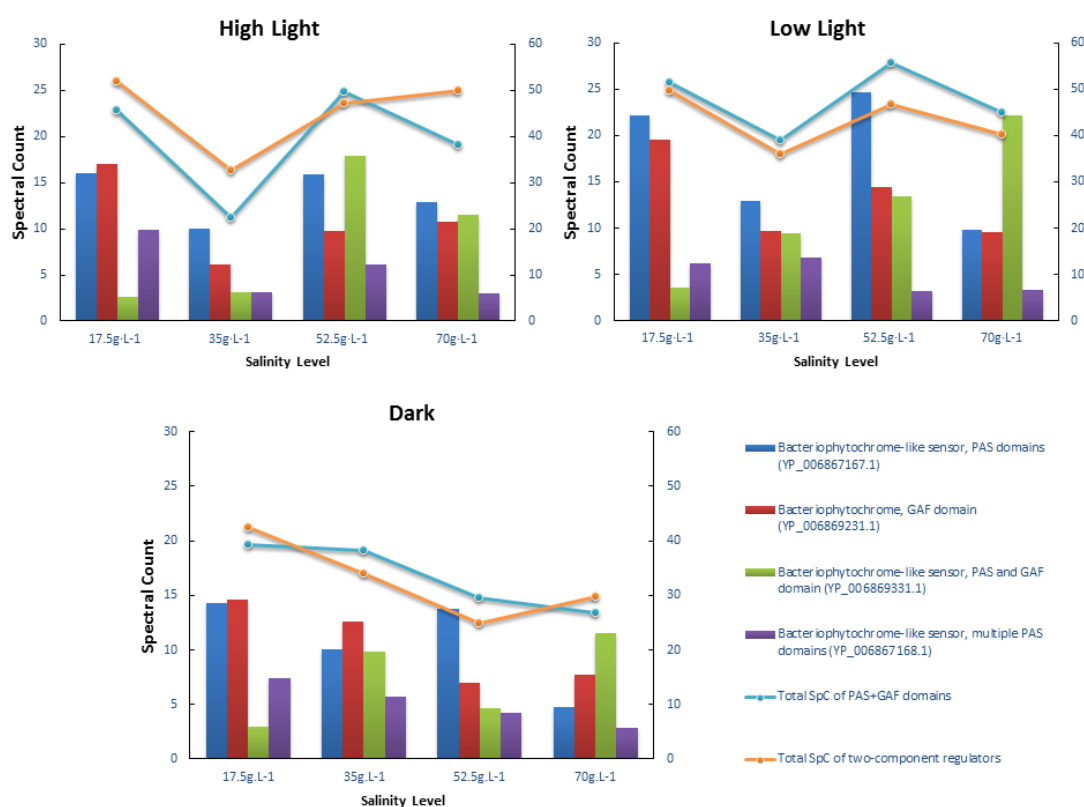 High Light
30
25
20
15
10
5
0
60
50
40
30
20
10
0
Spectral Count
17.5g·L-1 35g·L-1 52.5g·L-1 70g·L-1
Salinity Level
Low Light
30
25
20
15
10
5
0
60
50
40
30
20
10
0
Spectral Count
17.5g·L-1 35g·L-1 52.5g·L-1 70g·L-1
Salinity Level
Dark
30
25
20
15
10
5
0
60
50
40
30
20
10
0
Spectral Count
17.5g.L-1 35g.L-1 52.5g.L-1 70g.L-1
Salinity Level
Bacteriophytochrome-like sensor, PAS domains
(YP_006867167.1)
Bacteriophytochrome, GAF domain
(YP_006869231.1)
Bacteriophytochrome-like sensor, PAS and GAF
domain (YP_006869331.1)
Bacteriophytochrome-like sensor, multiple PAS
domains (YP_006867168.1)
Total SpC of PAS+GAF domains
Total SpC of two-component regulators